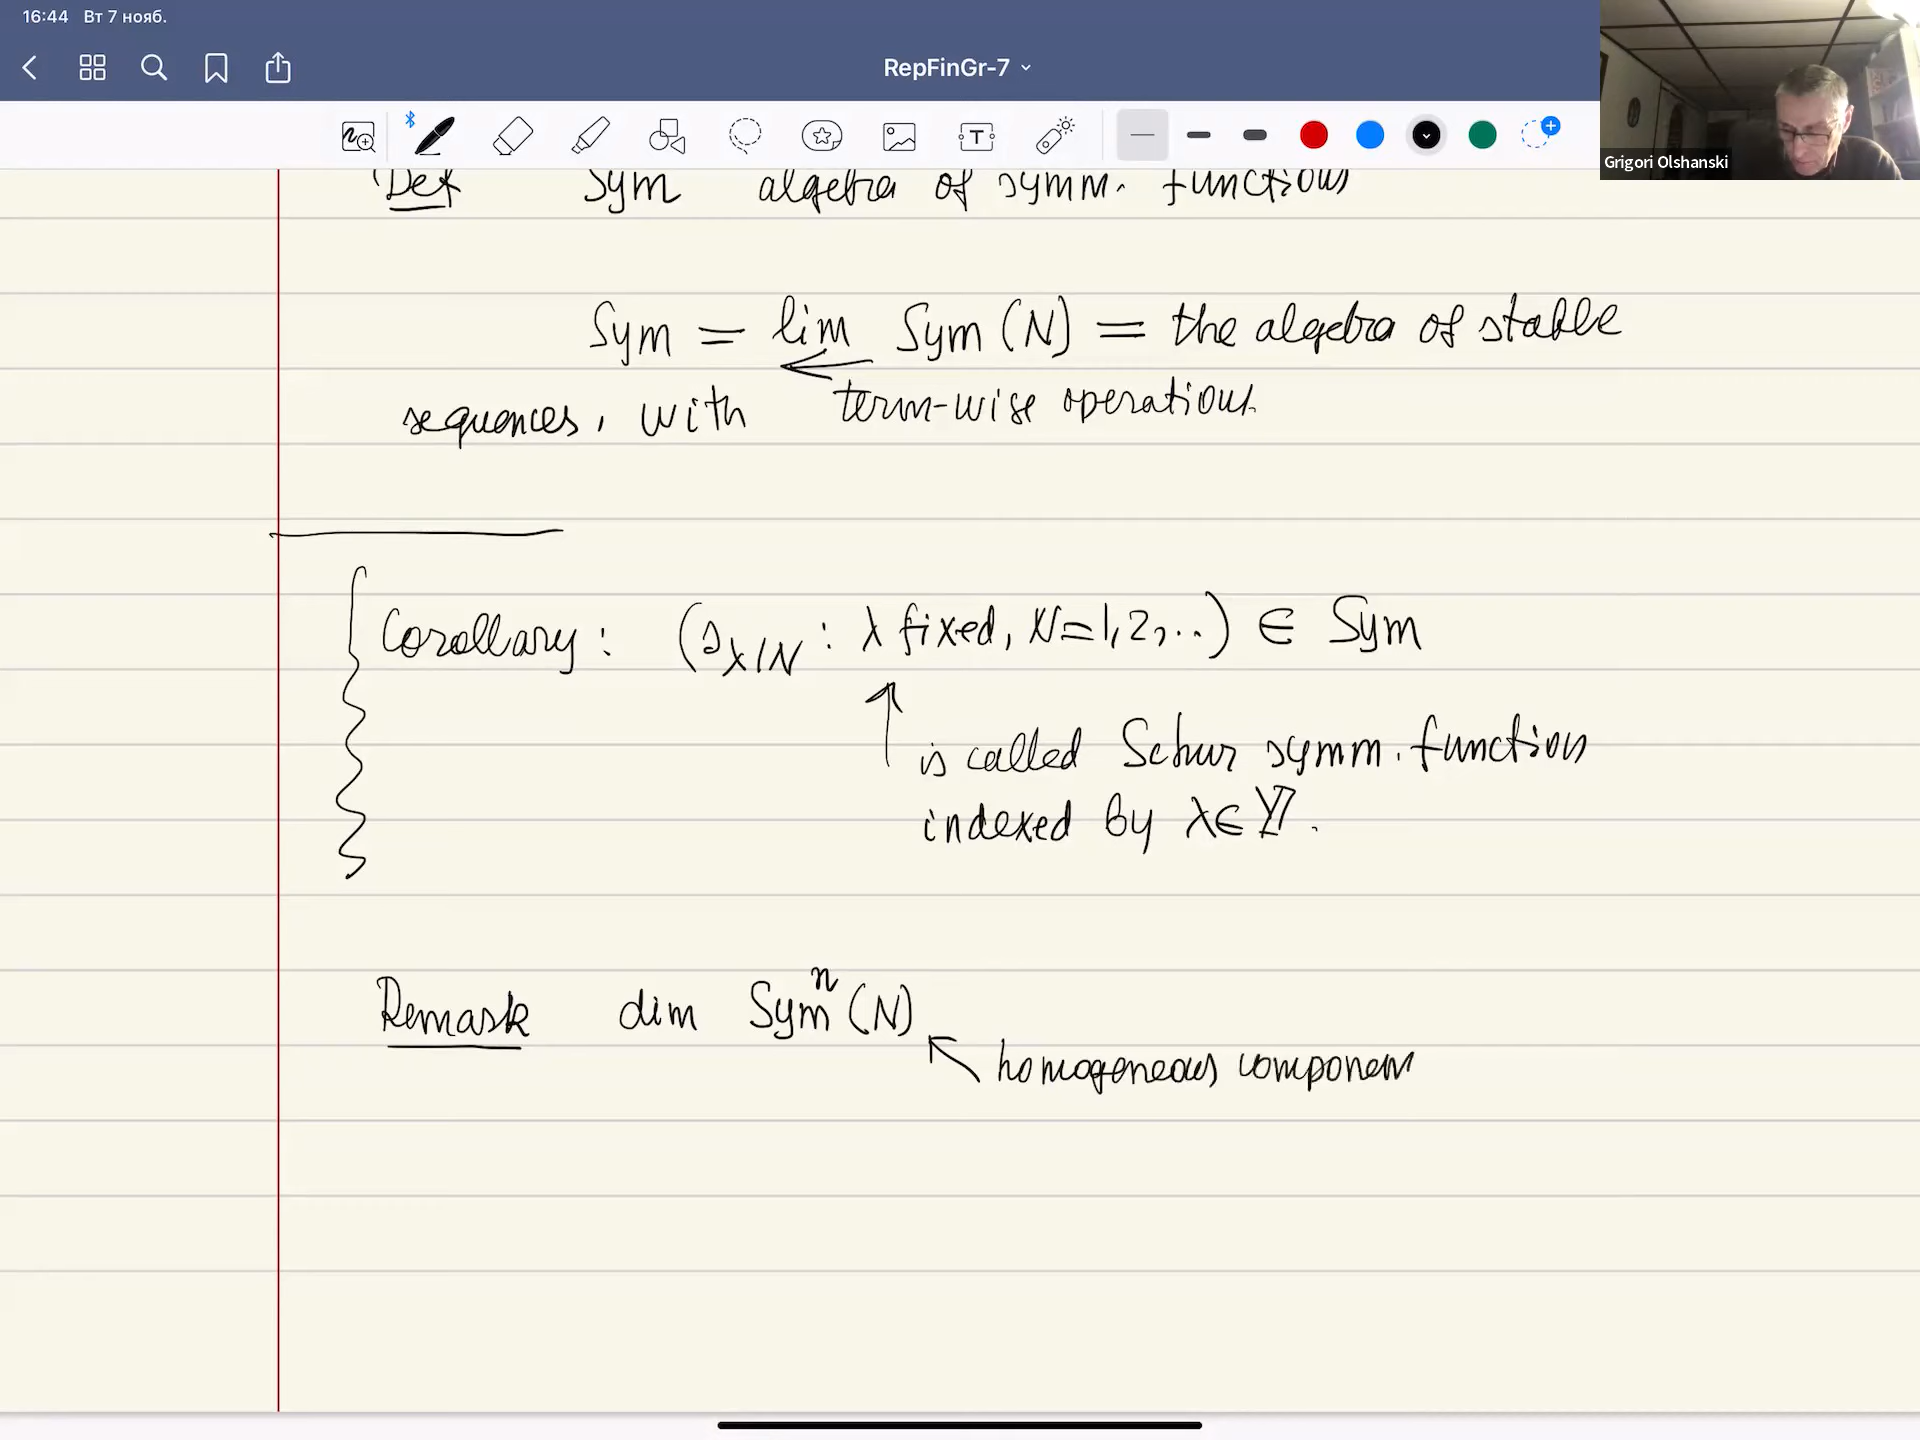 16:44 Вт 7 нояб.
RepFinGr-7
Grigori Olshanski
Def Sym algebra of symm. functions
Sym = lim Sym (N) = the algebra of stable
←
sequences, with term-wise operations.
Corollary: (s_λ|N : λ fixed, N=1,2,...) ∈ Sym
↑ is called Schur symm. function
indexed by λ∈𝕐.
Remark dim Symⁿ(N)
↖ homogeneous component